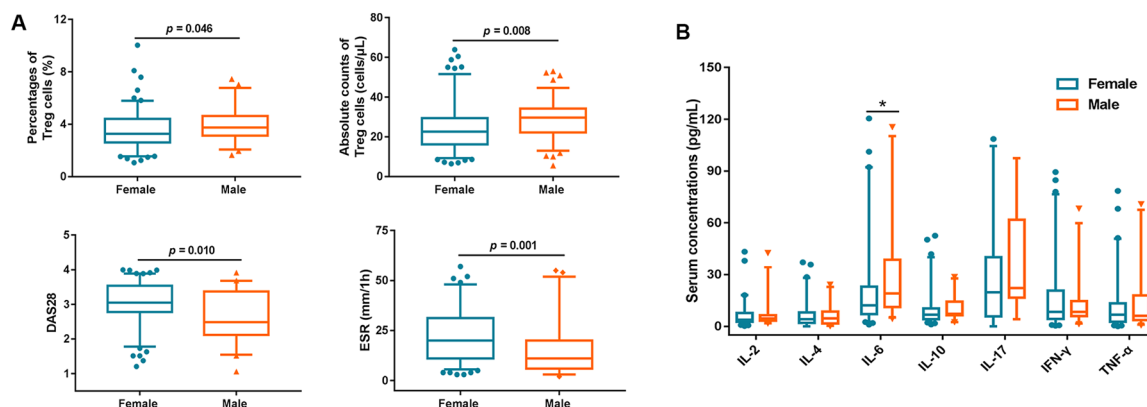 A
Percentages of
Treg cells (%)
12
8
4
0
p = 0.046
Female
Male
Absolute counts of
Treg cells (cells/μL)
80
60
40
20
0
p = 0.008
Female
Male
DAS28
5
4
3
2
1
p = 0.010
Female
Male
ESR (mm/1h)
75
50
25
0
p = 0.001
Female
Male
B
Serum concentrations (pg/mL)
150
120
90
60
30
0
*
Female
Male
IL-2
IL-4
IL-6
IL-10
IL-17
IFN-γ
TNF-α